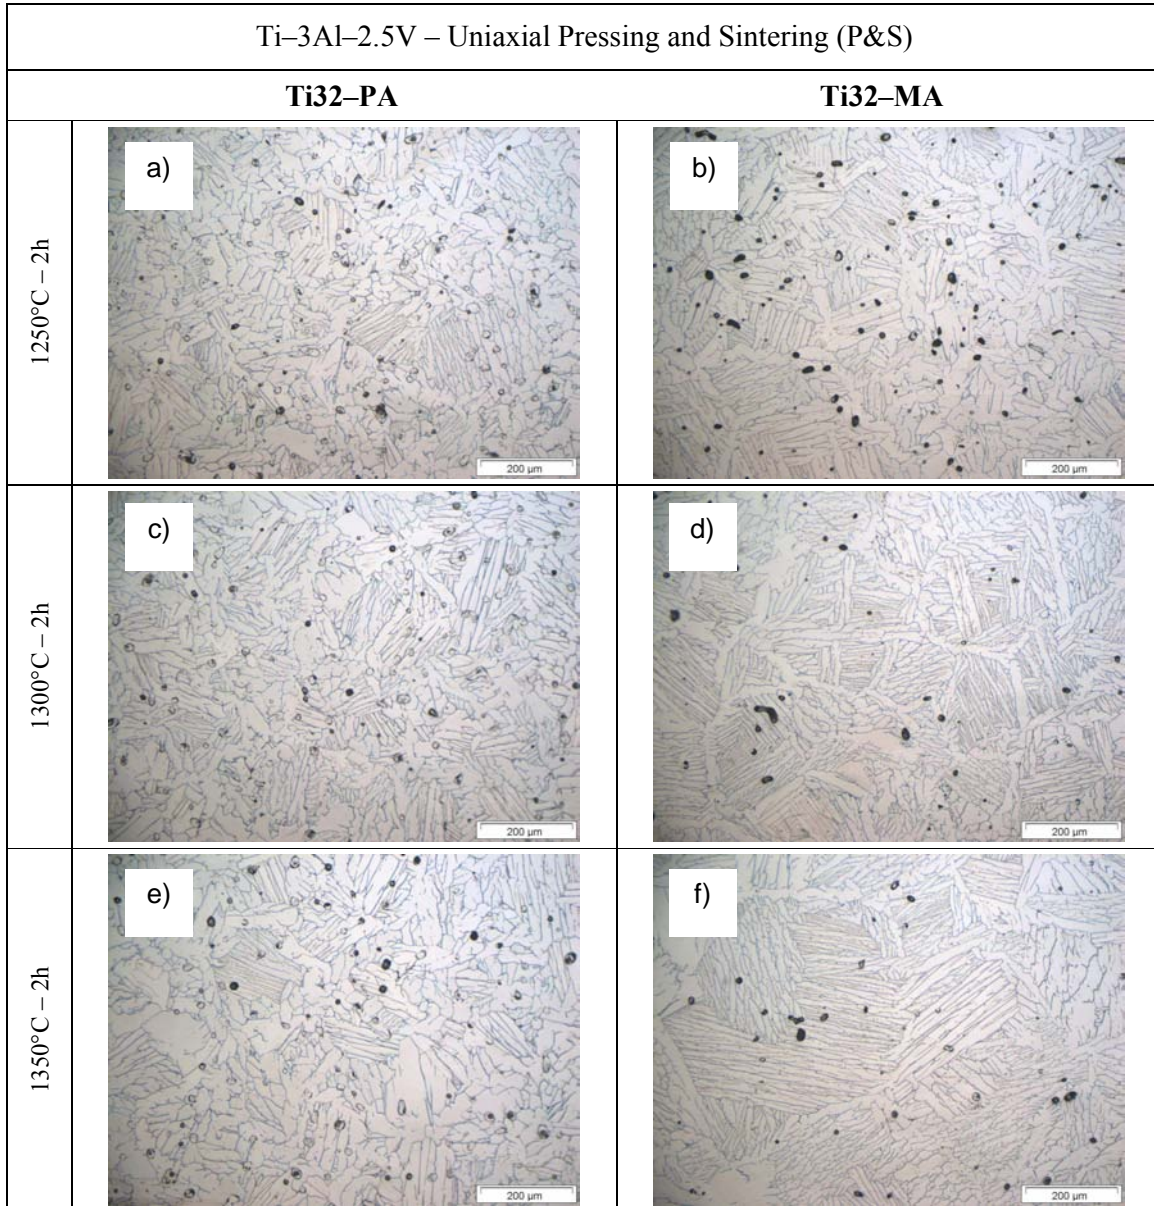 Ti–3Al–2.5V – Uniaxial Pressing and Sintering (P&S)
Ti32–PA
Ti32–MA
1250°C – 2h
a)
200 µm
b)
200 µm
1300°C – 2h
c)
200 µm
d)
200 µm
1350°C – 2h
e)
200 µm
f)
200 µm